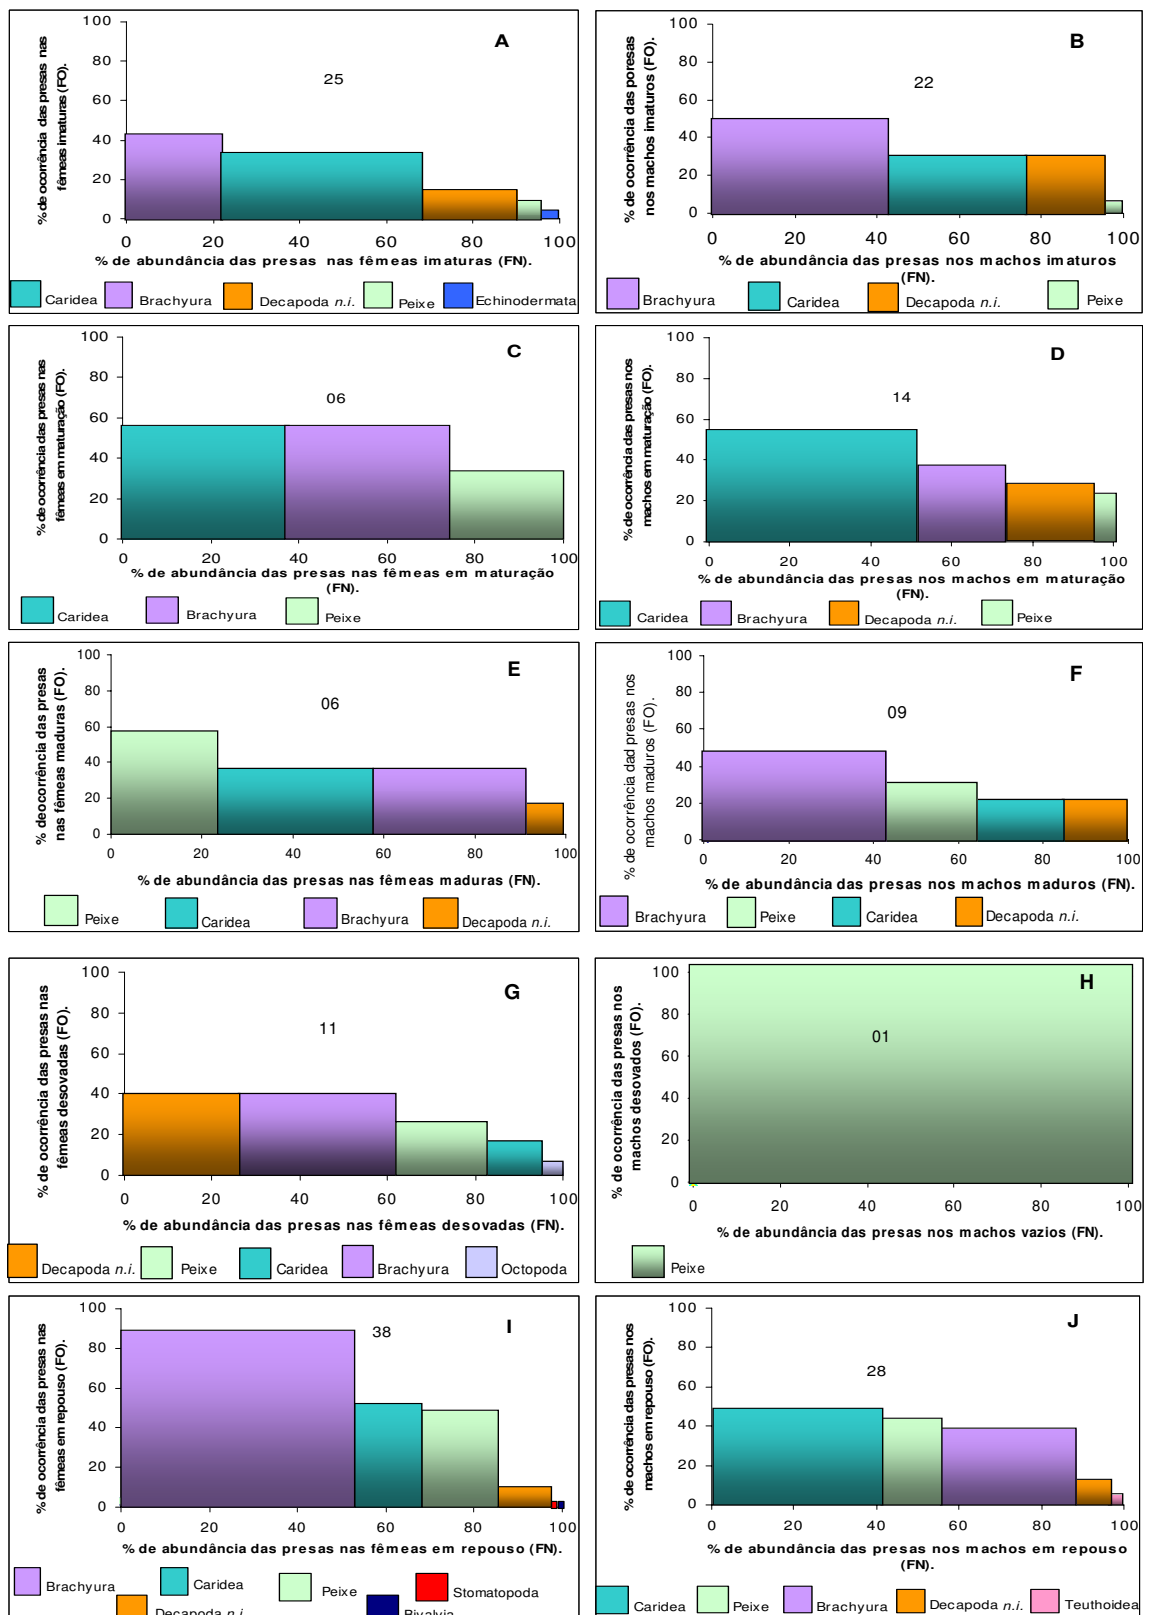 A
% de ocorrência das presas nas
fêmeas imaturas (FO).
100
80
60
40
20
0
25
0 20 40 60 80 100
% de abundância das presas nas fêmeas imaturas (FN).
Caridea Brachyura Decapoda n.i. Peixe Echinodermata
B
% de ocorrência das poresas
nos machos imaturos (FO).
100
80
60
40
20
0
22
0 20 40 60 80 100
% de abundância das presas nos machos imaturos
(FN).
Brachyura Caridea Decapoda n.i. Peixe
C
% de ocorrência das presas nas
fêmeas em maturação (FO).
100
80
60
40
20
0
06
0 20 40 60 80 100
% de abundância das presas nas fêmeas em maturação
(FN).
Caridea Brachyura Peixe
D
% de ocorrência das presas nos
machos em maturação (FO).
100
80
60
40
20
0
14
0 20 40 60 80 100
% de abundância das presas nos machos em maturação
(FN).
Caridea Brachyura Decapoda n.i. Peixe
E
% deocorrência das presas
nas fêmeas maduras (FO).
100
80
60
40
20
0
06
0 20 40 60 80 100
% de abundância das presas nas fêmeas maduras (FN).
Peixe Caridea Brachyura Decapoda n.i.
F
% de ocorrência dad presas nos
machos maduros (FO).
100
80
60
40
20
0
09
0 20 40 60 80 100
% de abundância das presas nos machos maduros (FN).
Brachyura Peixe Caridea Decapoda n.i.
G
% de ocorrência das presas nas
fêmeas desovadas (FO).
100
80
60
40
20
0
11
0 20 40 60 80 100
% de abundância das presas nas fêmeas desovadas (FN).
Decapoda n.i. Peixe Caridea Brachyura Octopoda
H
% de ocorrência das presas nos
machos desovados (FO).
100
80
60
40
20
0
01
0 20 40 60 80 100
% de abundância das presas nos machos vazios (FN).
Peixe
I
% de ocorrência das presas nas
fêmeas em repouso (FO).
100
80
60
40
20
0
38
0 20 40 60 80 100
% de abundância das presas nas fêmeas em repouso (FN).
Brachyura Caridea Peixe Stomatopoda
Decapoda n.i. Bivalvia
J
% de ocorrência das presas nos
machos em repouso (FO).
100
80
60
40
20
0
28
0 20 40 60 80 100
% de abundância das presas nos machos em repouso
(FN).
Caridea Peixe Brachyura Decapoda n.i. Teuthoidea